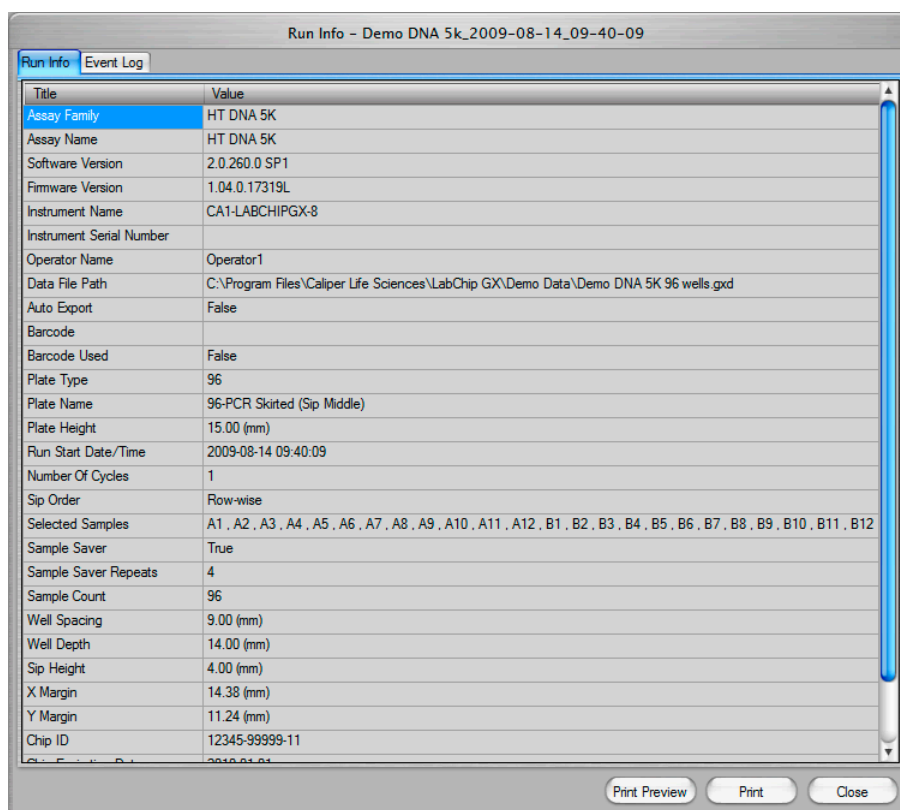 Run Info - Demo DNA 5k_2009-08-14_09-40-09
Run Info Event Log
Title Value
Assay Family HT DNA 5K
Assay Name HT DNA 5K
Software Version 2.0.260.0 SP1
Firmware Version 1.04.0.17319L
Instrument Name CA1-LABCHIPGX-8
Instrument Serial Number
Operator Name Operator1
Data File Path C:\Program Files\Caliper Life Sciences\LabChip GX\Demo Data\Demo DNA 5K 96 wells.gxd
Auto Export False
Barcode
Barcode Used False
Plate Type 96
Plate Name 96-PCR Skirted (Sip Middle)
Plate Height 15.00 (mm)
Run Start Date/Time 2009-08-14 09:40:09
Number Of Cycles 1
Sip Order Row-wise
Selected Samples A1 , A2 , A3 , A4 , A5 , A6 , A7 , A8 , A9 , A10 , A11 , A12 , B1 , B2 , B3 , B4 , B5 , B6 , B7 , B8 , B9 , B10 , B11 , B12
Sample Saver True
Sample Saver Repeats 4
Sample Count 96
Well Spacing 9.00 (mm)
Well Depth 14.00 (mm)
Sip Height 4.00 (mm)
X Margin 14.38 (mm)
Y Margin 11.24 (mm)
Chip ID 12345-99999-11
Print Preview Print Close